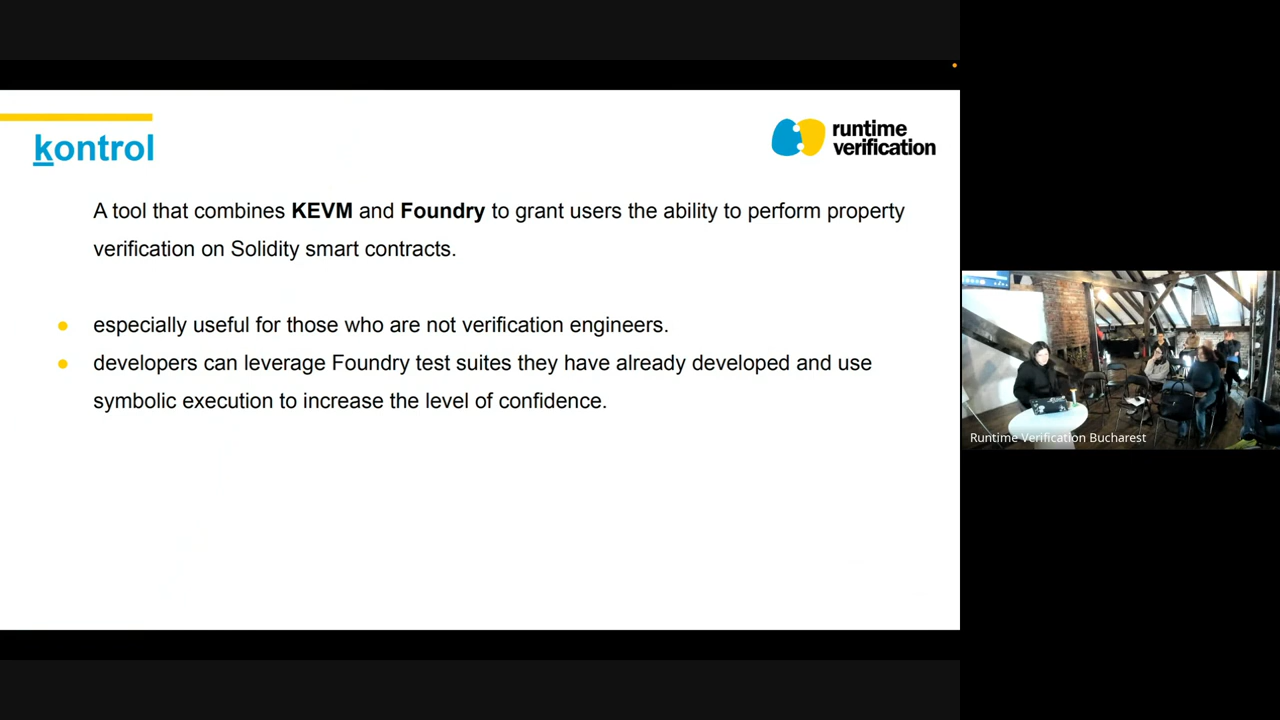 kontrol
runtime
verification
A tool that combines KEVM and Foundry to grant users the ability to perform property
verification on Solidity smart contracts.
● especially useful for those who are not verification engineers.
● developers can leverage Foundry test suites they have already developed and use
symbolic execution to increase the level of confidence.
Runtime Verification Bucharest